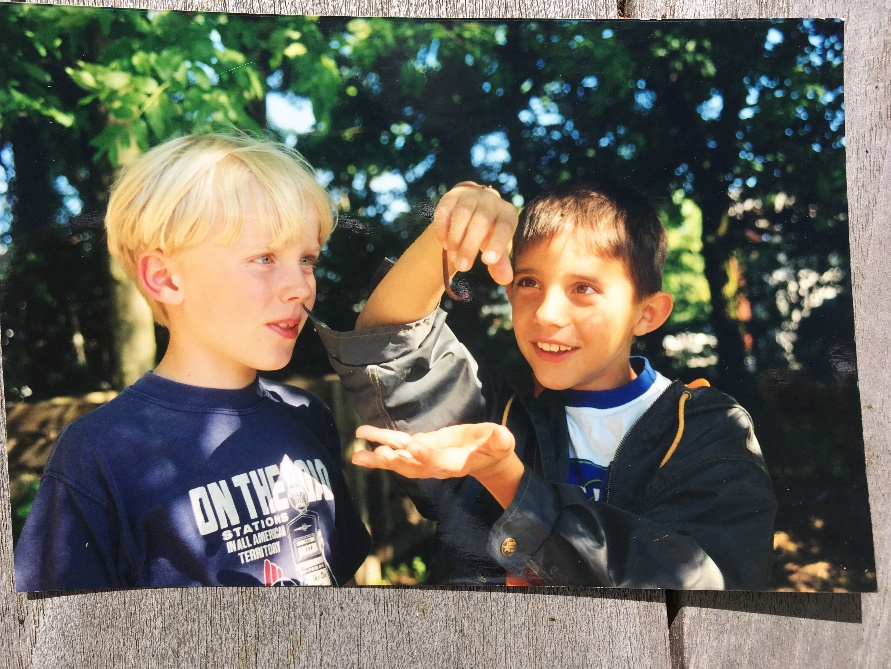 ON THE
STATIONS
IN ALL AMERICAN
TERRITORY